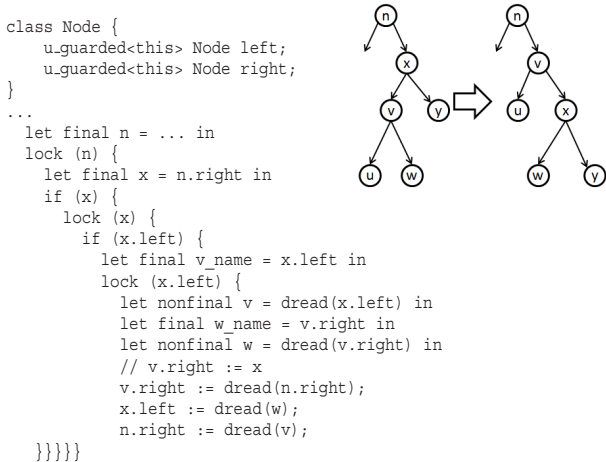 class Node {
u_guarded<this> Node left;
u_guarded<this> Node right;
}
...
let final n = ... in
lock (n) {
let final x = n.right in
if (x) {
lock (x) {
if (x.left) {
let final v_name = x.left in
lock (x.left) {
let nonfinal v = dread(x.left) in
let final w_name = v.right in
let nonfinal w = dread(v.right) in
// v.right := x
v.right := dread(n.right);
x.left := dread(w);
n.right := dread(v);
}}}}}
n
x
v
y
u
w
n
v
u
x
w
y